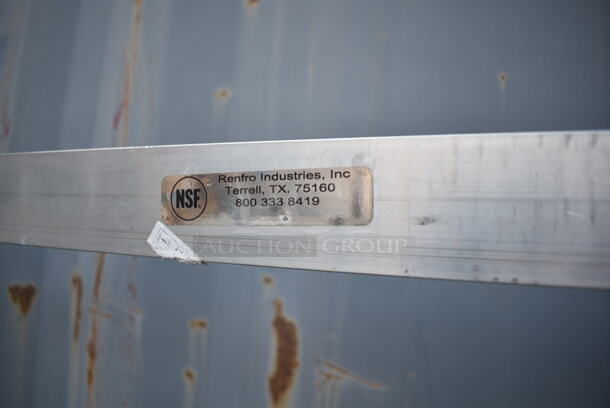 Renfro Industries, Inc
Terrell, TX. 75160
NSF. 800 333 8419
AUCTION GROUP